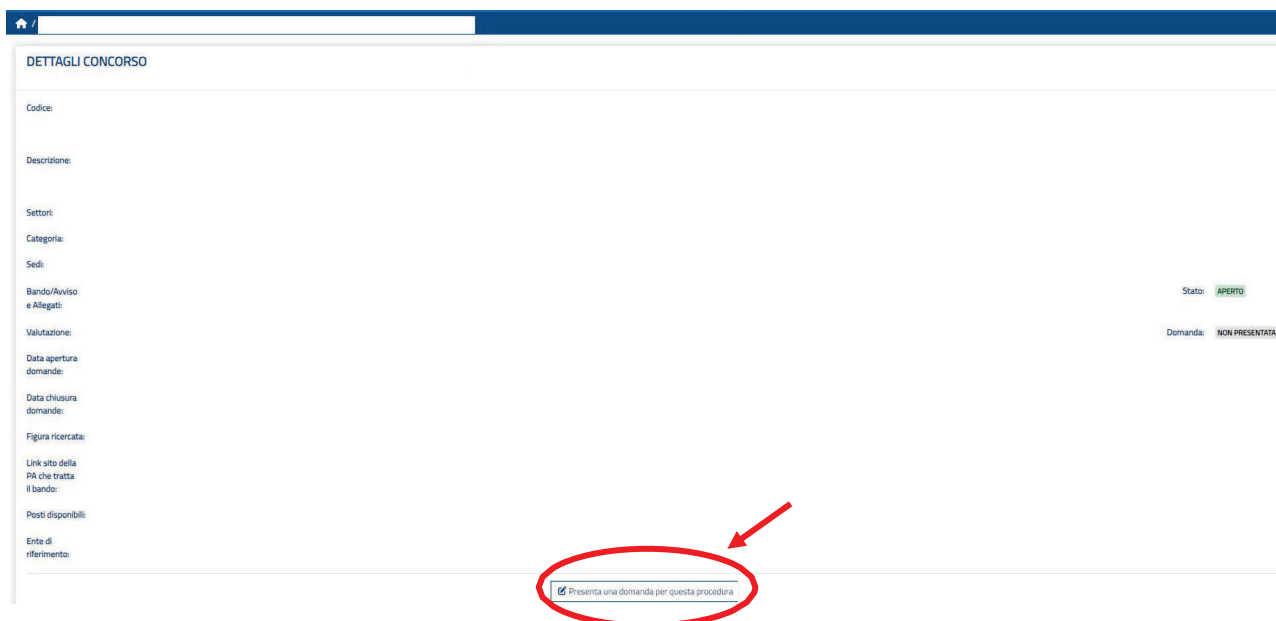 /
DETTAGLI CONCORSO
Codice:
Descrizione:
Settori:
Categoria:
Sedi:
Bando/Avviso
e Allegati:
Stato: APERTO
Valutazione:
Domanda: NON PRESENTATA
Data apertura
domande:
Data chiusura
domande:
Figura ricercata:
Link sito della
PA che tratta
il bando:
Posti disponibili:
Ente di
riferimento:
Presenta una domanda per questa procedura